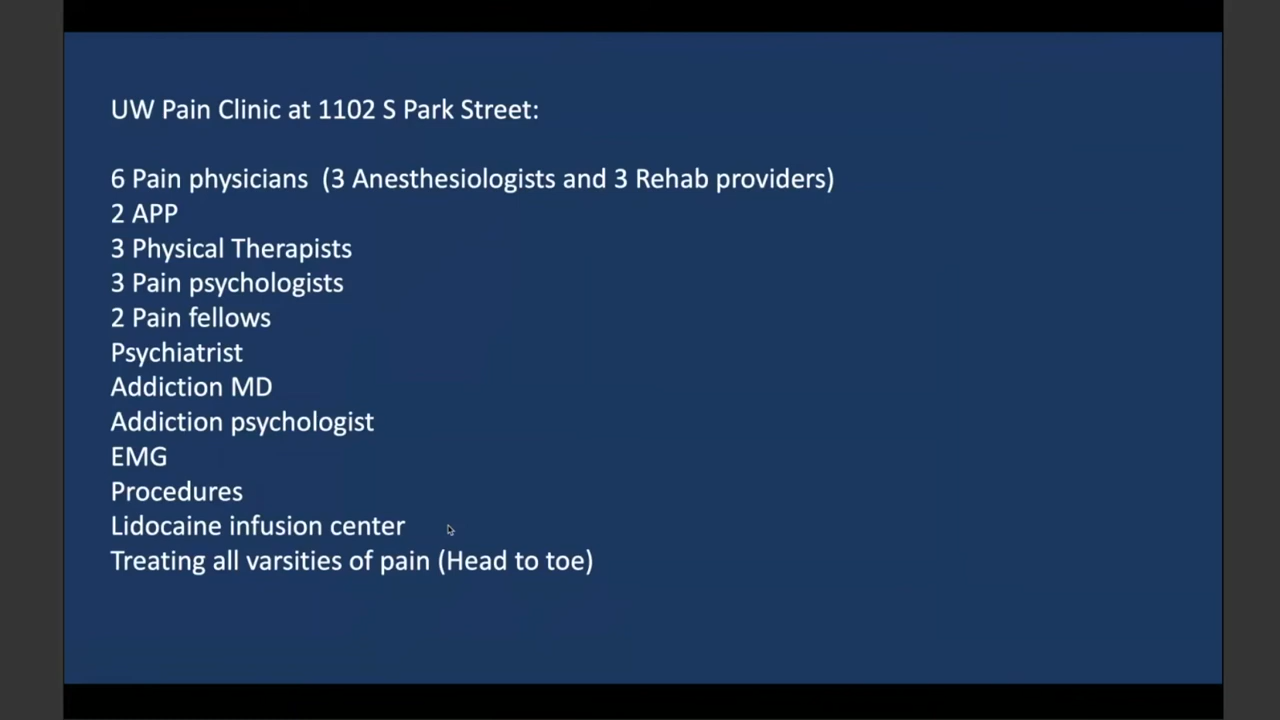 UW Pain Clinic at 1102 S Park Street:
6 Pain physicians (3 Anesthesiologists and 3 Rehab providers)
2 APP
3 Physical Therapists
3 Pain psychologists
2 Pain fellows
Psychiatrist
Addiction MD
Addiction psychologist
EMG
Procedures
Lidocaine infusion center
Treating all varsities of pain (Head to toe)